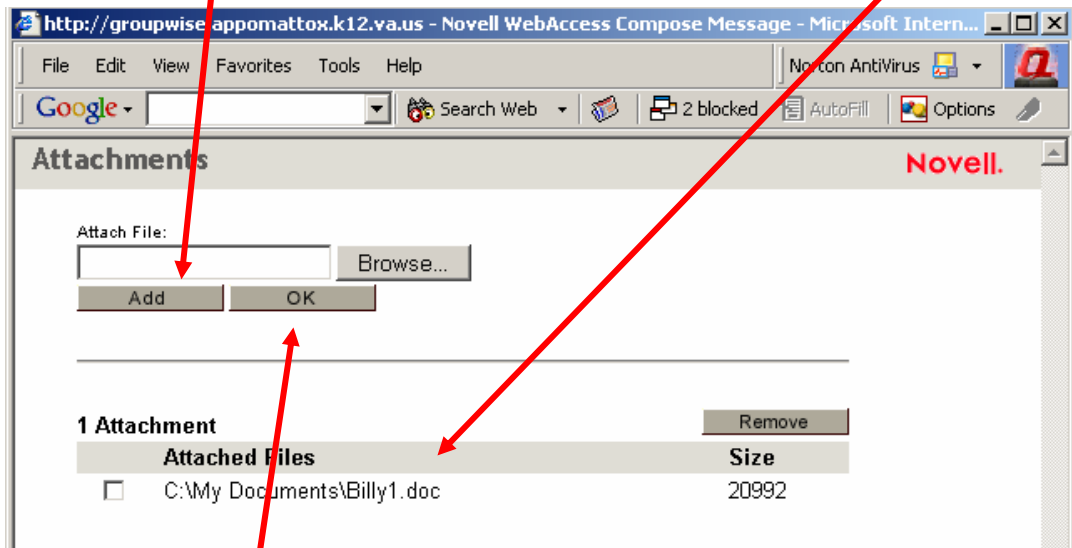 http://groupwise.appomattox.k12.va.us - Novell WebAccess Compose Message - Microsoft Intern...
File Edit View Favorites Tools Help Norton AntiVirus
Google Search Web 2 blocked AutoFill Options
Attachments Novell.
Attach File:
Browse...
Add OK
1 Attachment Remove
Attached Files Size
C:\My Documents\Billy1.doc 20992